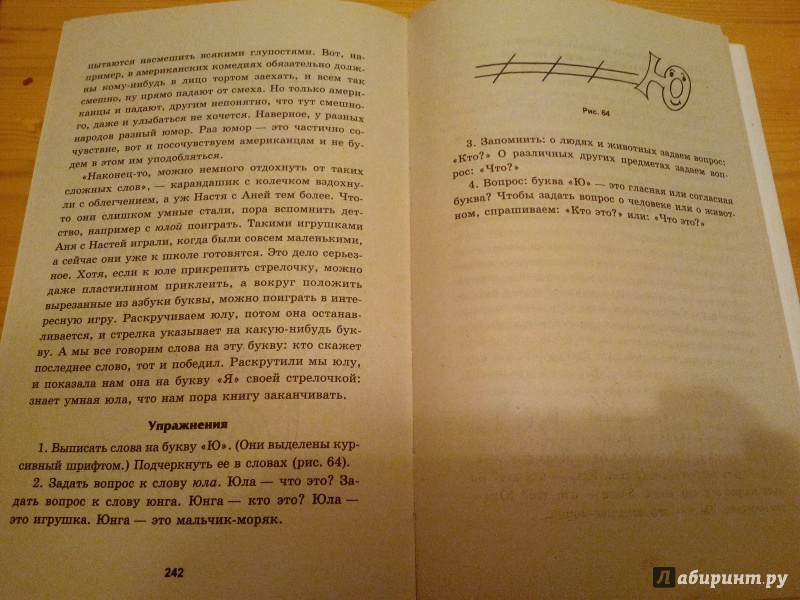 пытаются насмешить всякими глупостями. Вот, на-
пример, в американских комедиях обязательно долж-
ны кому-нибудь в лицо тортом заехать, и всем так
смешно, ну прямо падают от смеха. Но только амери-
канцы и падают, другим непонятно, что тут смешно-
го, даже и улыбаться не хочется. Наверное, у разных
народов разный юмор. Раз юмор — это частично со-
чувствие, вот и посочувствуем американцам и не бу-
дем в этом им уподобляться.
«Наконец-то, можно немного отдохнуть от таких
сложных слов», — карандашик с колечком вздохну-
ли с облегчением, а уж Настя с Аней тем более. Что-
то они слишком умные стали, пора вспомнить дет-
ство, например с юлой поиграть. Такими игрушками
Аня с Настей играли, когда были совсем маленькими,
а сейчас они уже к школе готовятся. Это дело серьез-
ное. Хотя, если к юле прикрепить стрелочку, можно
даже пластилином приклеить, а вокруг положить
вырезанные из азбуки буквы, можно поиграть в инте-
ресную игру. Раскручиваем юлу, потом она останав-
ливается, и стрелка указывает на какую-нибудь бук-
ву. А мы все говорим слова на эту букву: кто скажет
последнее слово, тот и победил. Раскрутили мы юлу,
и показала нам она на букву «Я» своей стрелочкой:
знает умная юла, что нам пора книгу заканчивать.
Упражнения
1. Выписать слова на букву «Ю». (Они выделены кур-
сивный шрифтом.) Подчеркнуть ее в словах (рис. 64).
2. Задать вопрос к слову юла. Юла — что это? За-
дать вопрос к слову юнга. Юнга — кто это? Юла —
это игрушка. Юнга — это мальчик-моряк.
242
Ю
Рис. 64
3. Запомнить: о людях и животных задаем вопрос:
«Кто?» О различных других предметах задаем воп-
рос: «Что?»
4. Вопрос: буква «Ю» — это гласная или согласная
буква? Чтобы задать вопрос о человеке или о живот-
ном, спрашиваем: «Кто это?» или: «Что это?»
Лабиринт.ру